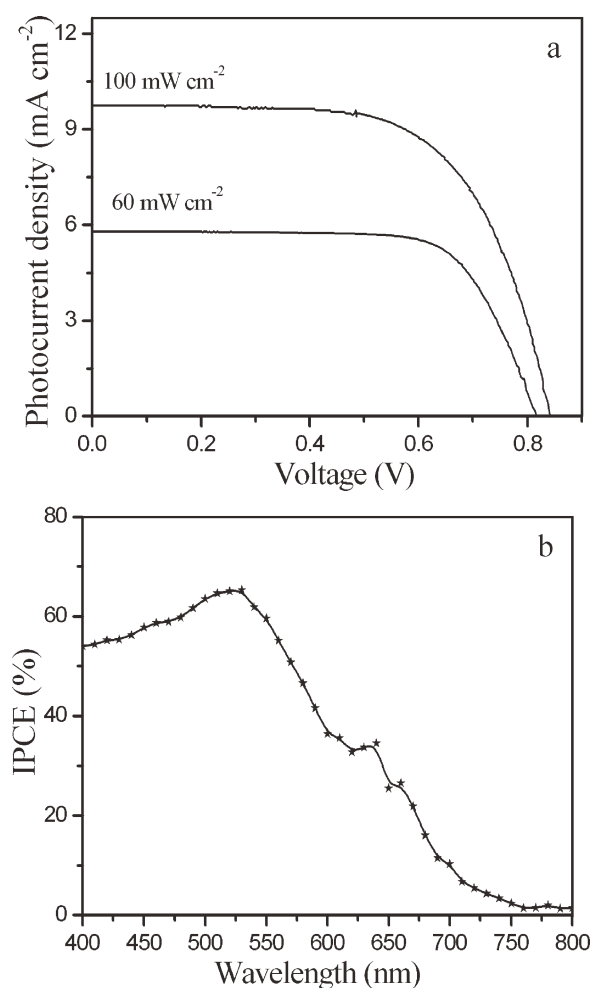 a
12
9
6
3
0
100 mW cm⁻²
60 mW cm⁻²
Photocurrent density (mA cm⁻²)
0.0 0.2 0.4 0.6 0.8
Voltage (V)
b
80
60
40
20
0
IPCE (%)
400 450 500 550 600 650 700 750 800
Wavelength (nm)